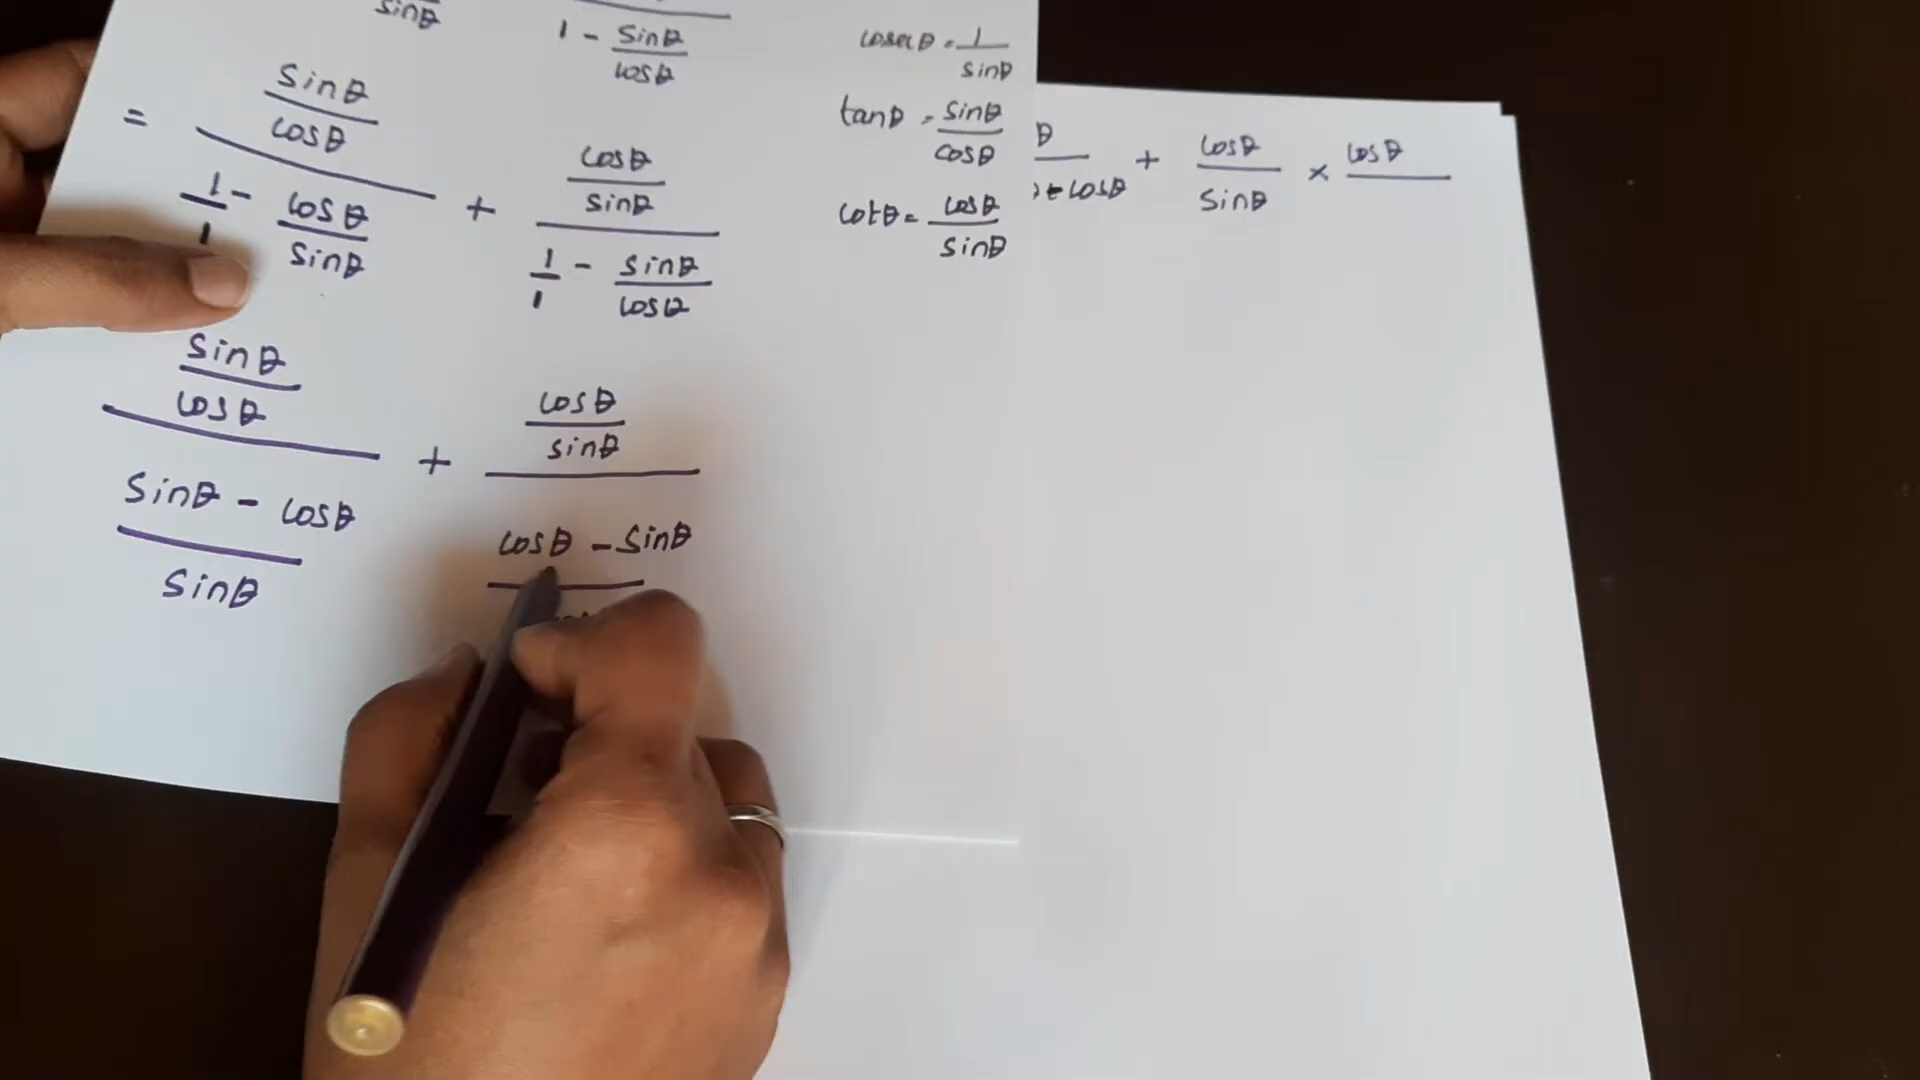 sinθ
1 - sinθ/cosθ
= (sinθ/cosθ)/(1/1 - cosθ/sinθ) + (cosθ/sinθ)/(1/1 - sinθ/cosθ)
(sinθ/cosθ)/((sinθ - cosθ)/sinθ) + (cosθ/sinθ)/(cosθ - sinθ)
cosecθ = 1/sinθ
tanθ = sinθ/cosθ
cotθ = cosθ/sinθ
θ/cosθ + cosθ/sinθ × cosθ